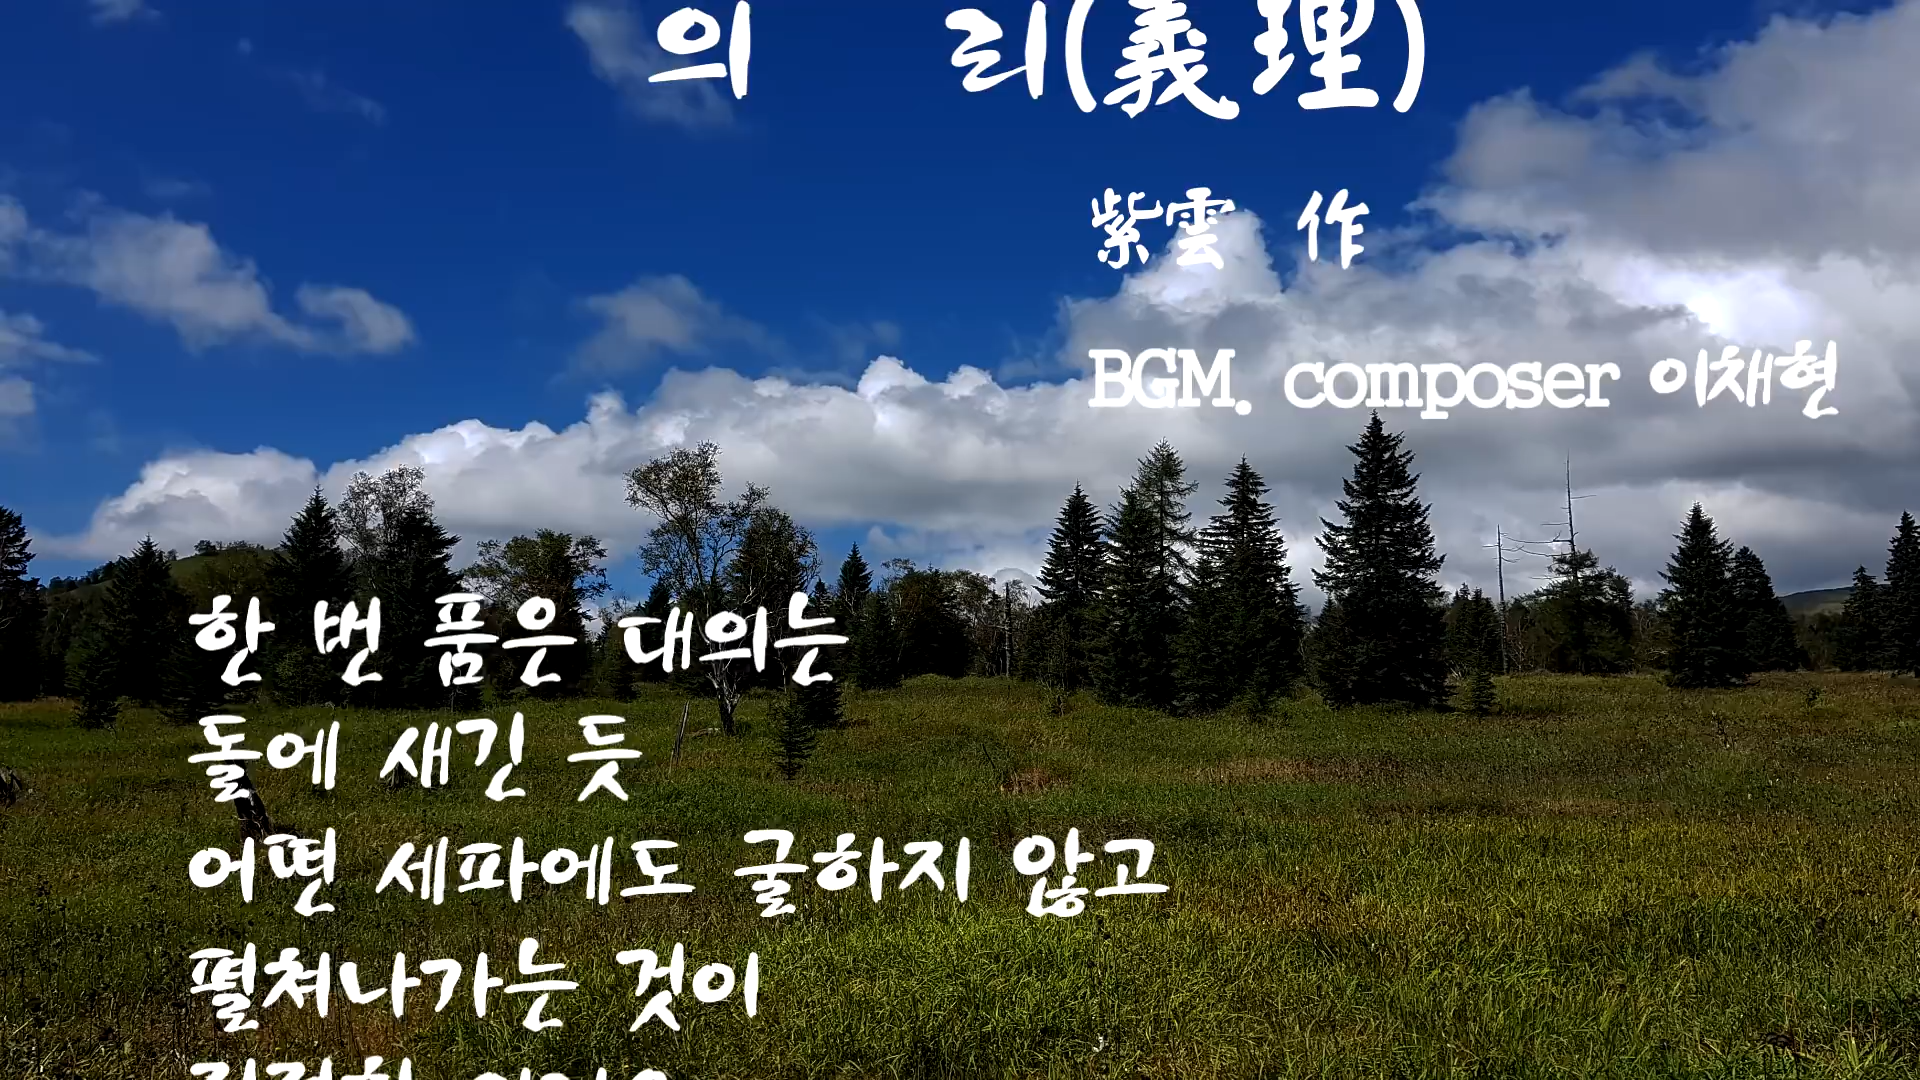 의 리(義理)
紫雲 作
BGM. composer 이채현
한 번 품은 대의는
돌에 새긴 듯
어떤 세파에도 굴하지 않고
펼쳐나가는 것이